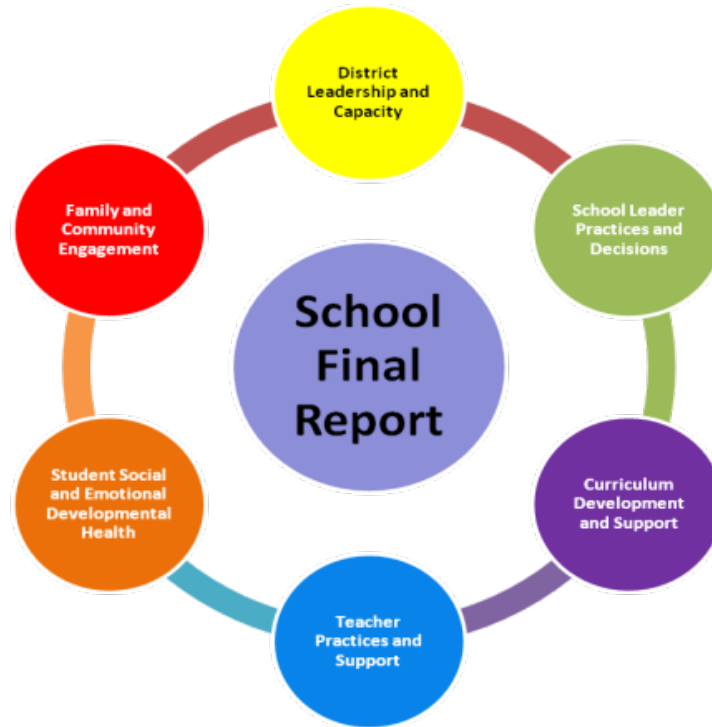 District
Leadership and
Capacity
Family and
Community
Engagement
School Leader
Practices and
Decisions
School
Final
Report
Student Social
and Emotional
Developmental
Health
Curriculum
Development
and Support
Teacher
Practices and
Support